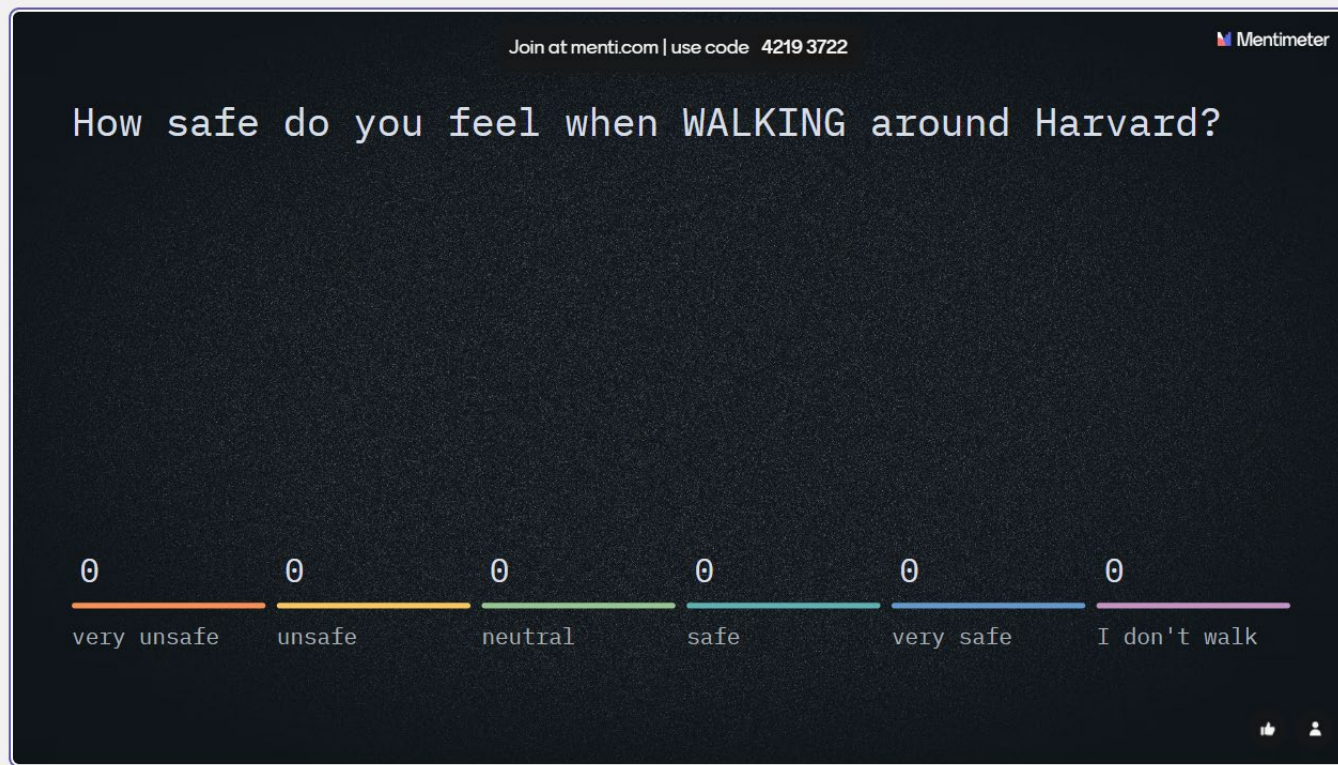 Join at menti.com | use code 4219 3722
Mentimeter
How safe do you feel when WALKING around Harvard?
0 0 0 0 0 0
very unsafe unsafe neutral safe very safe I don't walk